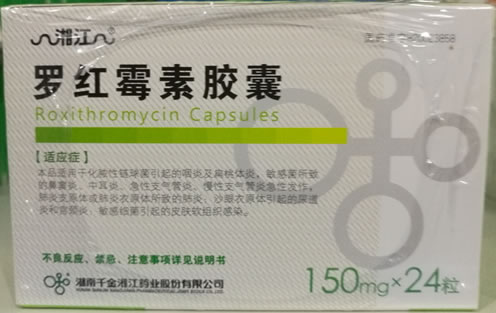 湘江
罗红霉素胶囊
Roxithromycin Capsules
【适应症】
本品适用于化脓性链球菌引起的咽炎及扁桃体炎,敏感菌所致
的鼻窦炎、中耳炎、急性支气管炎、慢性支气管炎急性发作,
肺炎支原体或肺炎衣原体所致的肺炎;沙眼衣原体引起的尿道
炎和宫颈炎;敏感细菌引起的皮肤软组织感染。
不良反应、禁忌、注意事项详见说明书
150mg×24粒
湖南千金湘江药业股份有限公司